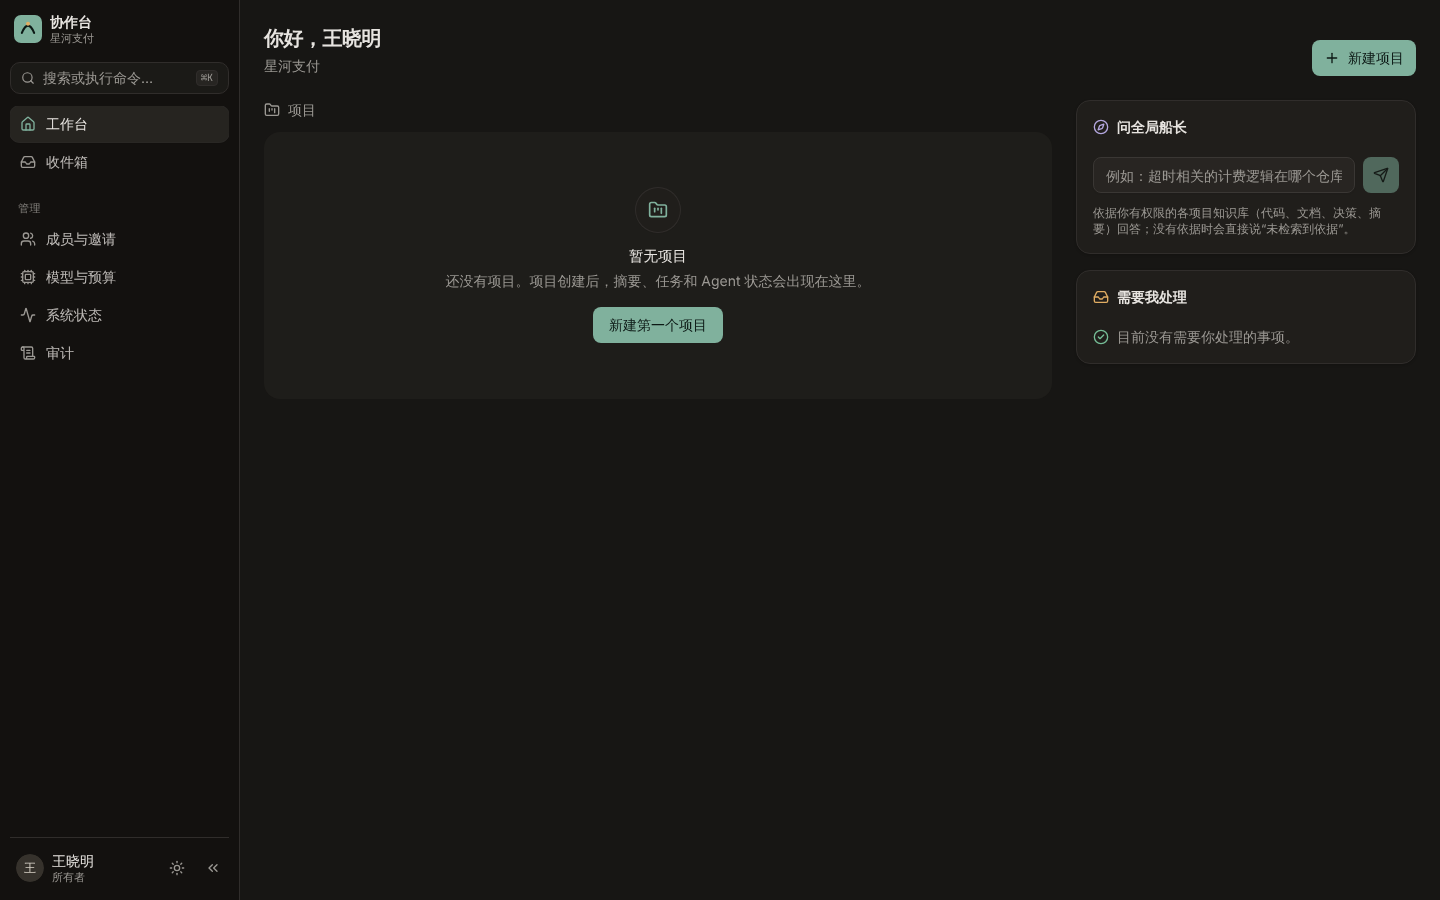 协作台
星河支付
搜索或执行命令...
⌘K
工作台
收件箱
管理
成员与邀请
模型与预算
系统状态
审计
王
王晓明
所有者
你好，王晓明
星河支付
新建项目
项目
暂无项目
还没有项目。项目创建后，摘要、任务和 Agent 状态会出现在这里。
新建第一个项目
问全局船长
例如：超时相关的计费逻辑在哪个仓库
依据你有权限的各项目知识库（代码、文档、决策、摘
要）回答；没有依据时会直接说“未检索到依据”。
需要我处理
目前没有需要你处理的事项。